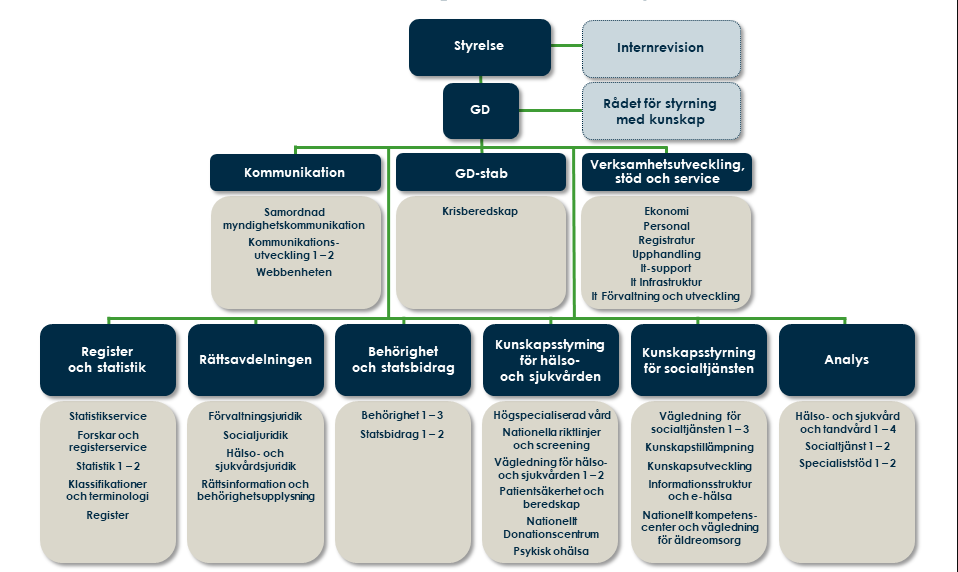 Styrelse
Internrevision
GD
Rådet för styrning
med kunskap
Kommunikation
GD-stab
Verksamhetsutveckling,
stöd och service
Samordnad
myndighetskommunikation
Kommunikations-
utveckling 1–2
Webbenheten
Krisberedskap
Ekonomi
Personal
Registratur
Upphandling
It-support
It Infrastruktur
It Förvaltning och utveckling
Register
och statistik
Rättsavdelningen
Behörighet
och statsbidrag
Kunskapsstyrning
för hälso-
och sjukvården
Kunskapsstyrning
för socialtjänsten
Analys
Statistikservice
Forskar och
registerservice
Statistik 1–2
Klassifikationer
och terminologi
Register
Förvaltningsjuridik
Socialjuridik
Hälso- och
sjukvårdsjuridik
Rättsinformation och
behörighetsupplysning
Behörighet 1–3
Statsbidrag 1–2
Högspecialiserad vård
Nationella riktlinjer
och screening
Vägledning för hälso-
och sjukvården 1–2
Patientsäkerhet och
beredskap
Nationellt
Donationscentrum
Psykisk ohälsa
Vägledning för
socialtjänsten 1–3
Kunskapstillämpning
Kunskapsutveckling
Informationsstruktur
och e-hälsa
Nationellt kompetens-
center och vägledning
för äldreomsorg
Hälso- och sjukvård
och tandvård 1–4
Socialtjänst 1–2
Specialiststöd 1–2